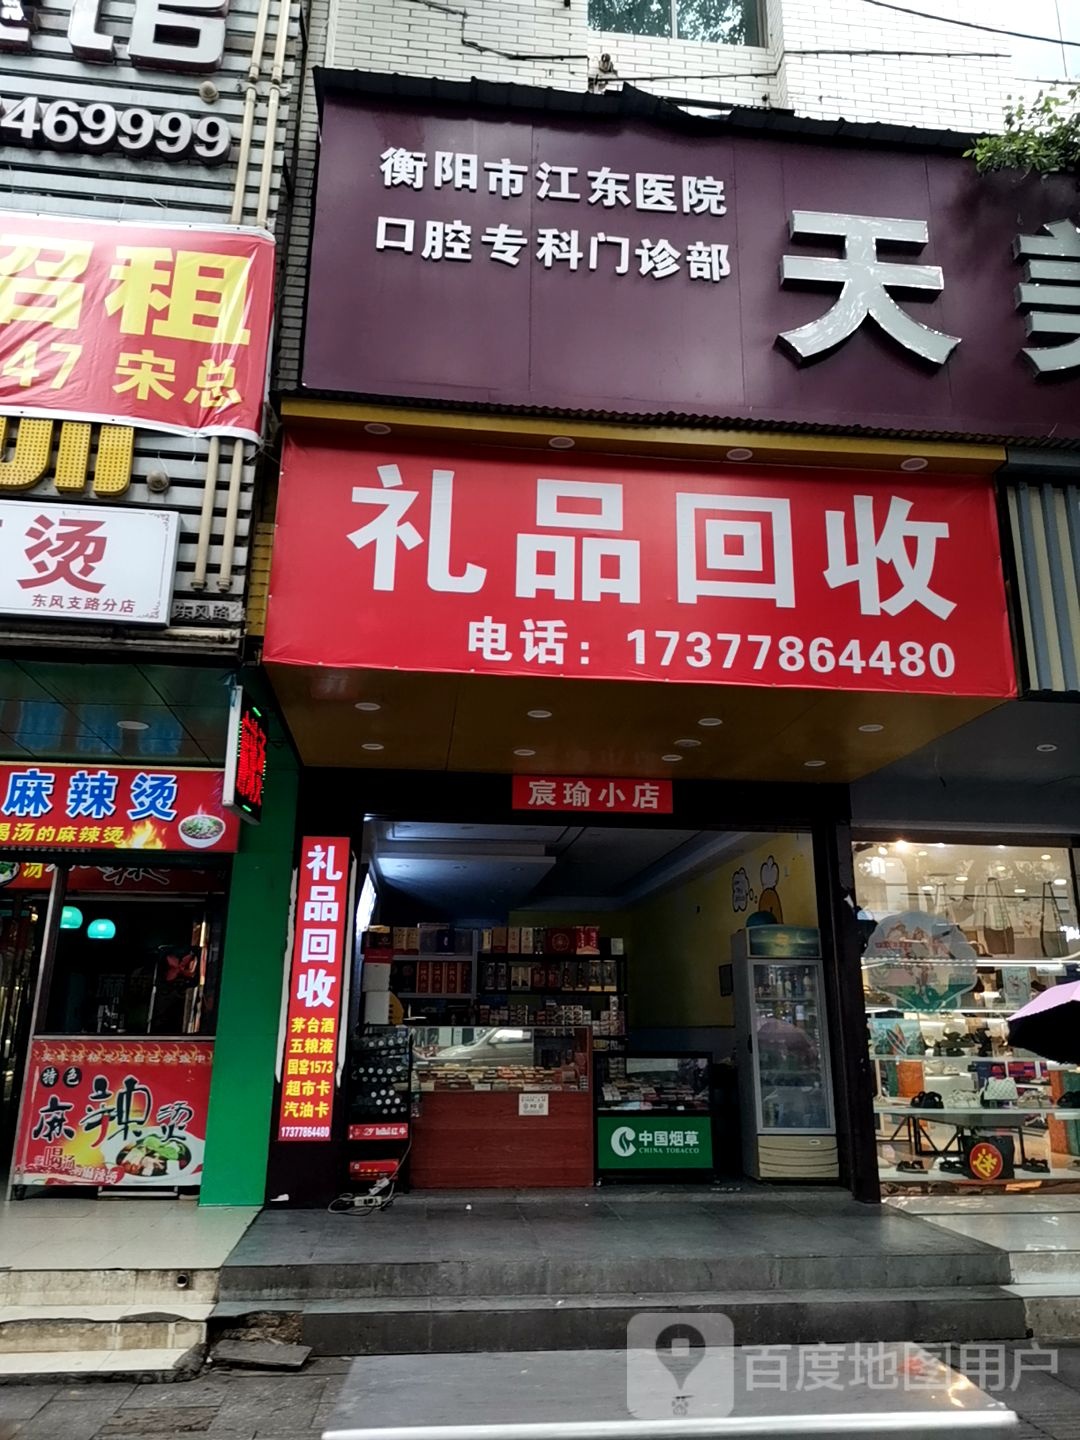 469999
衡阳市江东医院
口腔专科门诊部
天美
招租
47 宋总
烫
东风支路分店
东风路
礼品回收
电话：17377864480
宸瑜小店
麻辣烫
喝汤的麻辣烫
礼品回收
茅台酒
五粮液
国窖1573
超市卡
汽油卡
17377864480
特色
麻辣烫
中国烟草
CHINA TOBACCO
送
百度地图用户